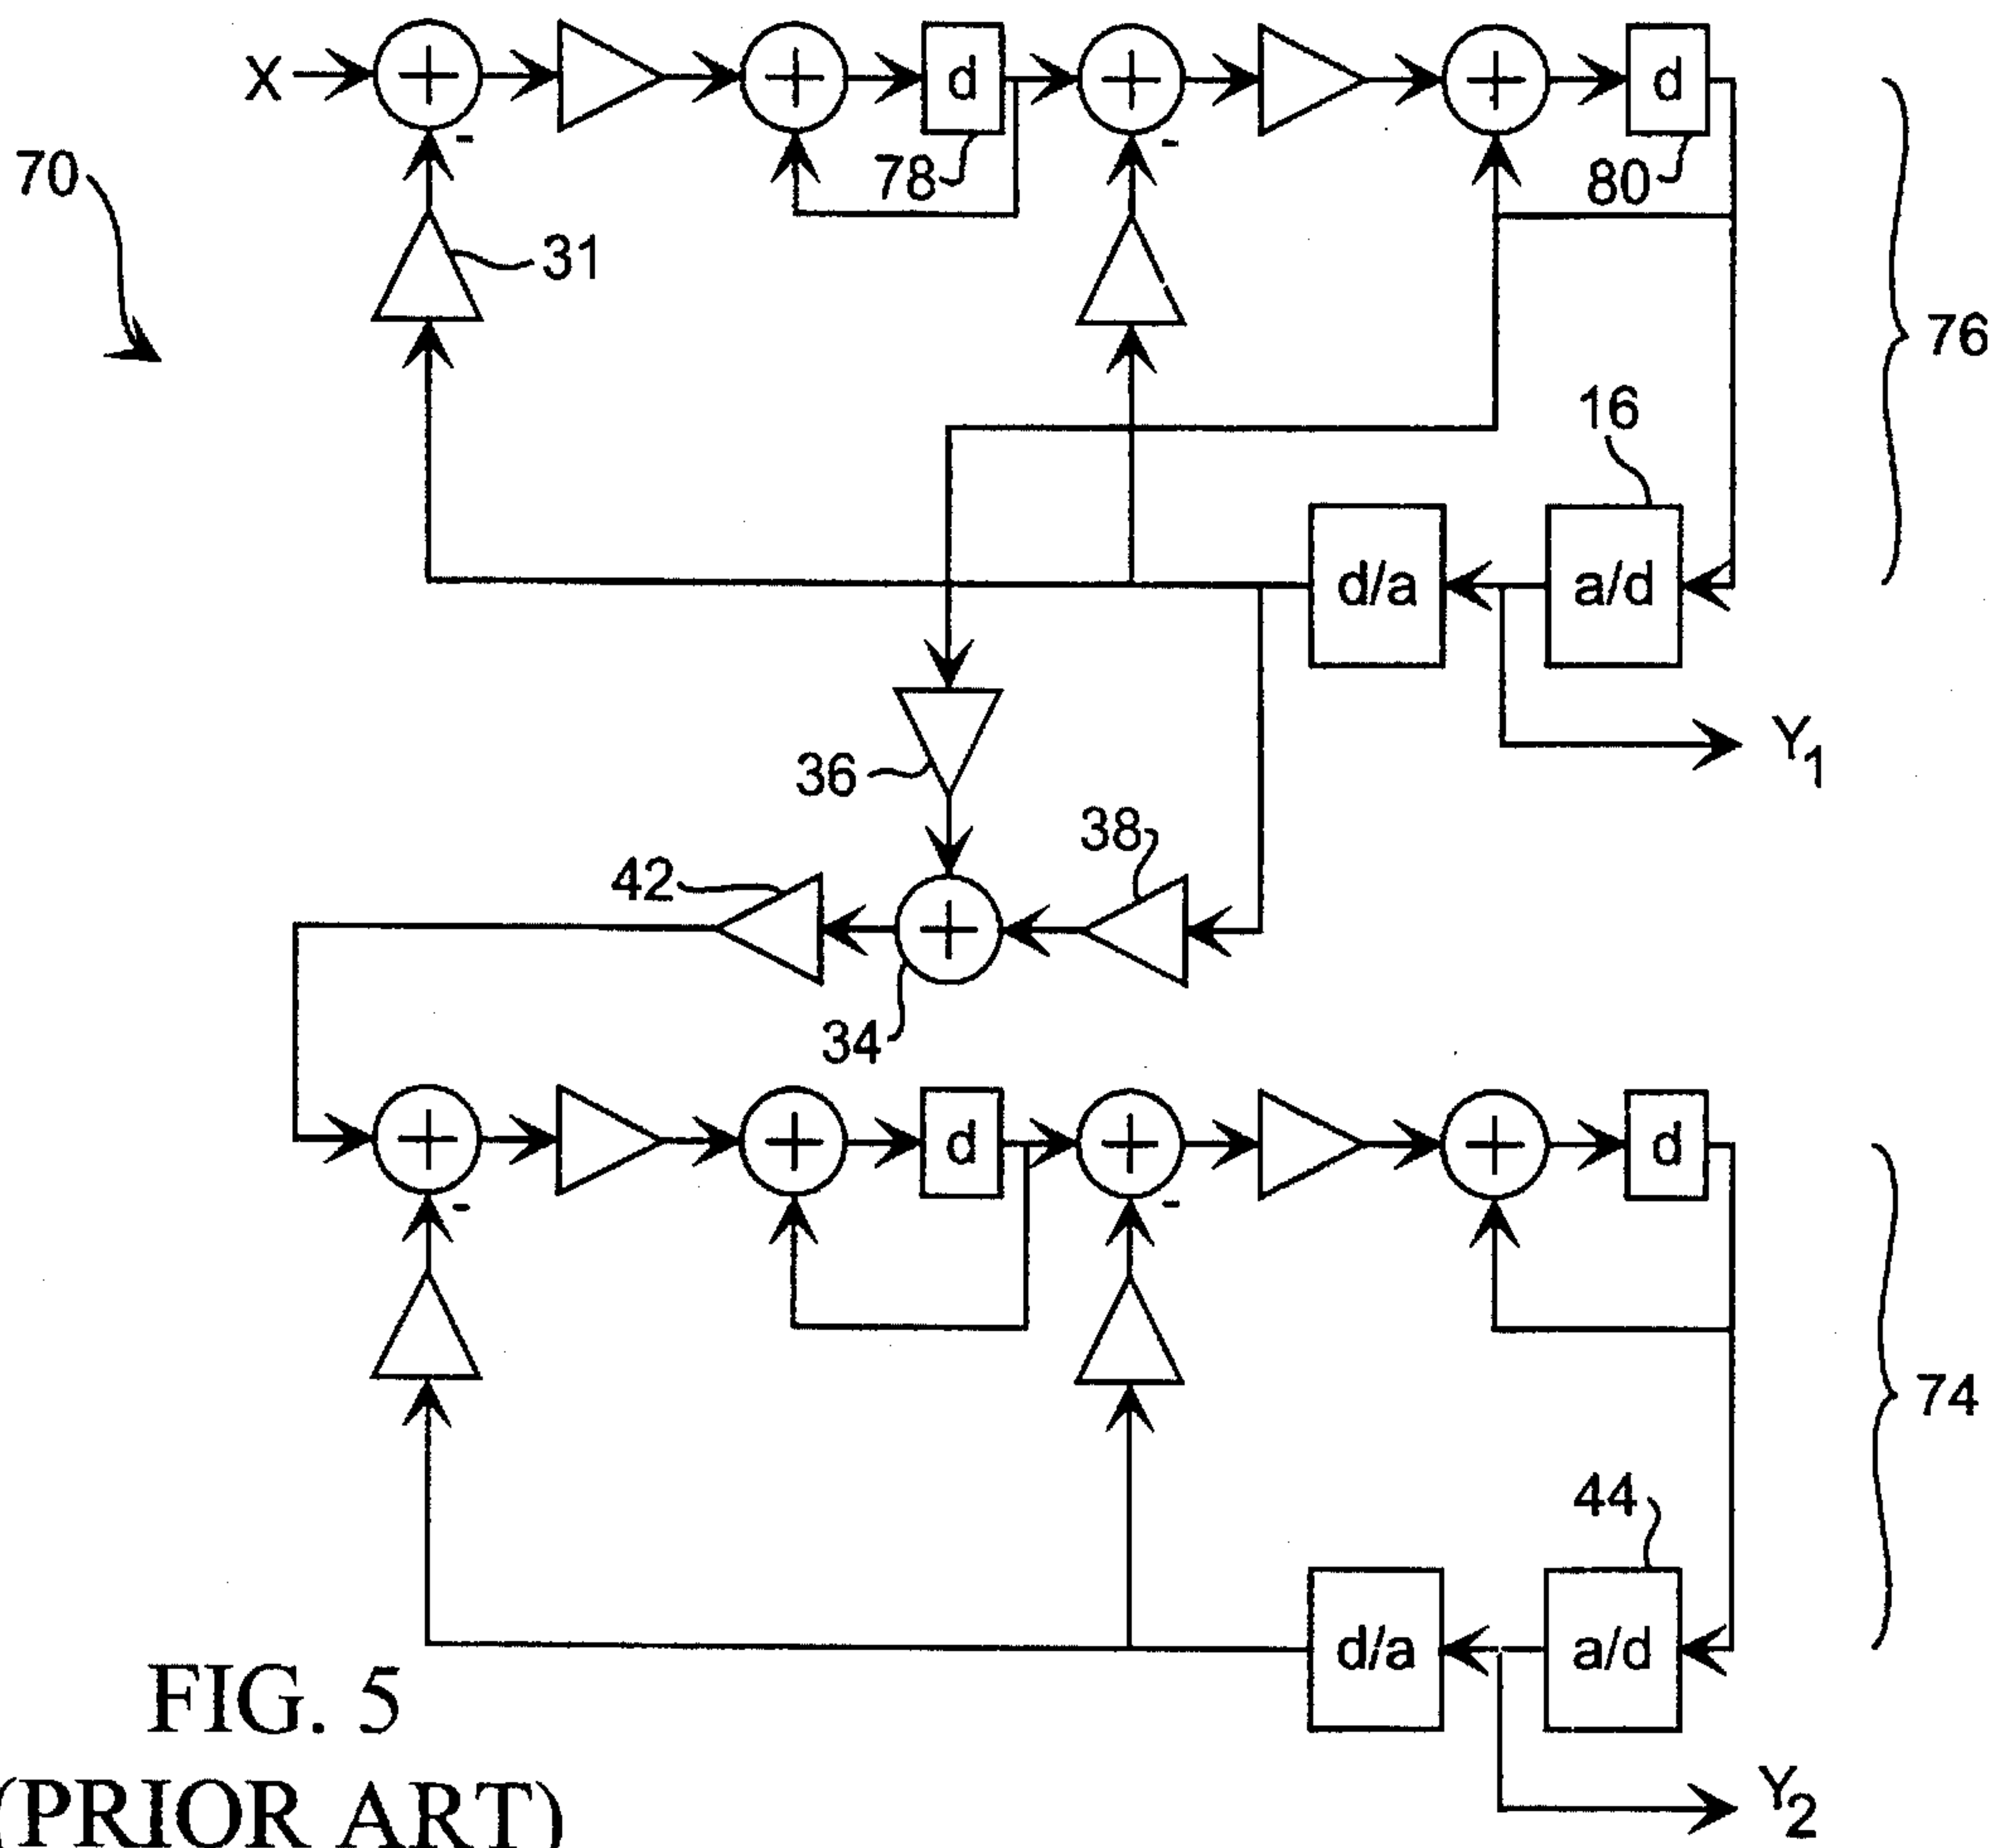 X
+
+
d
+
+
d
-
-
70
78
80
31
76
16
d/a
a/d
Y1
36
38
42
+
34
+
+
d
+
+
d
-
-
74
44
d/a
a/d
Y2
FIG. 5
(PRIOR ART)